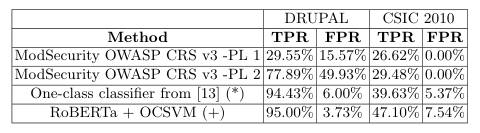 DRUPAL CSIC 2010
Method TPR FPR TPR FPR
ModSecurity OWASP CRS v3 -PL 1 29.55% 15.57% 26.62% 0.00%
ModSecurity OWASP CRS v3 -PL 2 77.89% 49.93% 29.48% 0.00%
One-class classifier from [13] (*) 94.43% 6.00% 39.63% 5.37%
RoBERTa + OCSVM (+) 95.00% 3.73% 47.10% 7.54%